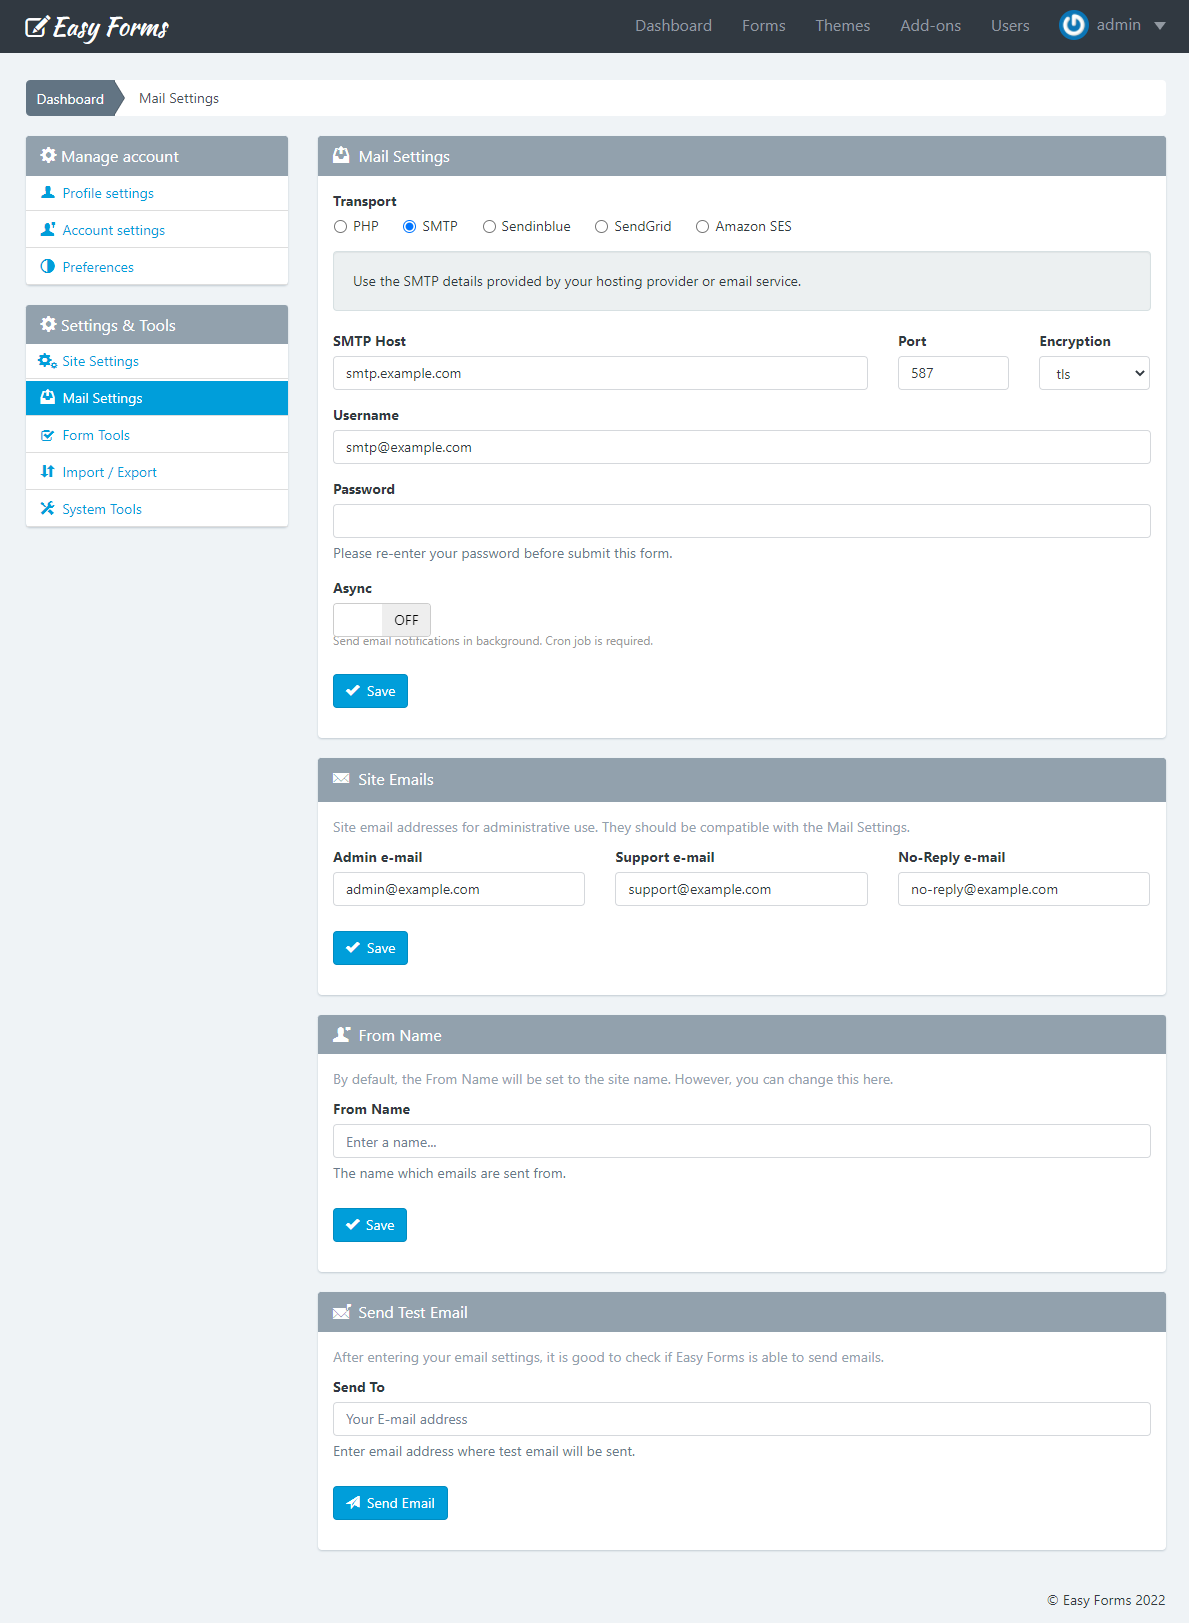 Easy Forms
Dashboard Forms Themes Add-ons Users admin
Dashboard Mail Settings
Manage account
Profile settings
Account settings
Preferences
Settings & Tools
Site Settings
Mail Settings
Form Tools
Import / Export
System Tools
Mail Settings
Transport
PHP SMTP Sendinblue SendGrid Amazon SES
Use the SMTP details provided by your hosting provider or email service.
SMTP Host Port Encryption
smtp.example.com 587 tls
Username
smtp@example.com
Password
Please re-enter your password before submit this form.
Async
OFF
Send email notifications in background. Cron job is required.
Save
Site Emails
Site email addresses for administrative use. They should be compatible with the Mail Settings.
Admin e-mail Support e-mail No-Reply e-mail
admin@example.com support@example.com no-reply@example.com
Save
From Name
By default, the From Name will be set to the site name. However, you can change this here.
From Name
Enter a name...
The name which emails are sent from.
Save
Send Test Email
After entering your email settings, it is good to check if Easy Forms is able to send emails.
Send To
Your E-mail address
Enter email address where test email will be sent.
Send Email
© Easy Forms 2022